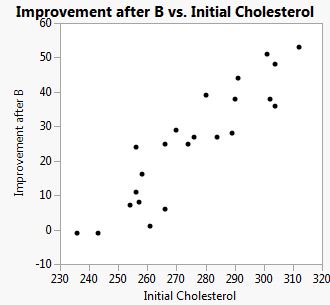 Improvement after B vs. Initial Cholesterol
60
50
40
30
20
10
0
-10
Improvement after B
230 240 250 260 270 280 290 300 310 320
Initial Cholesterol